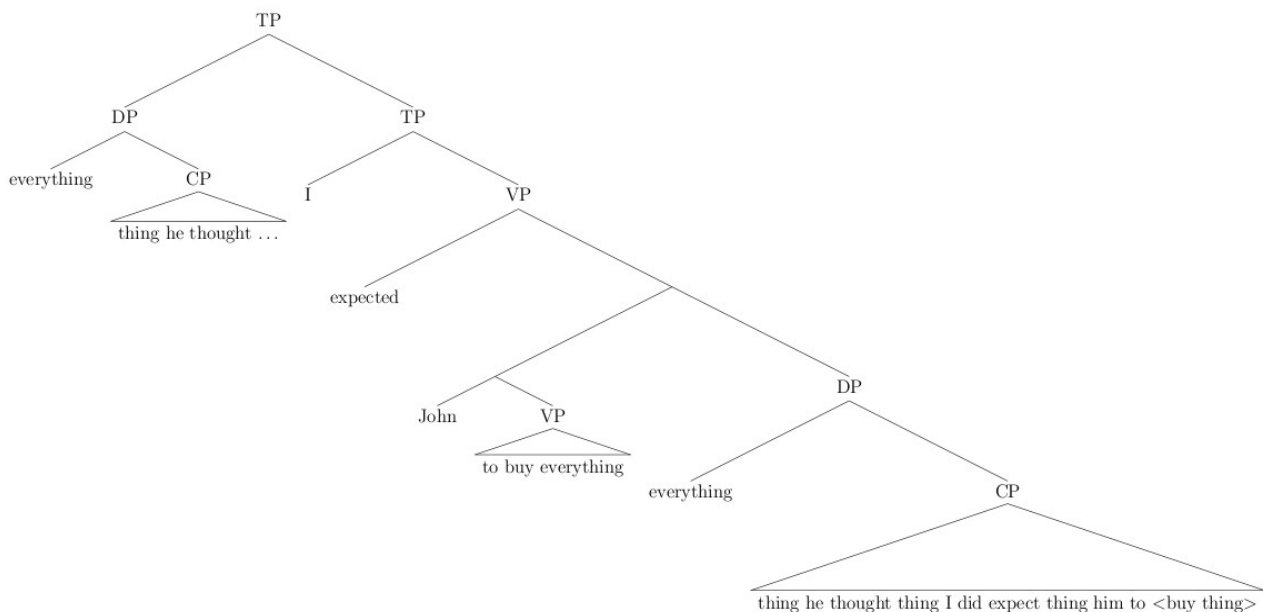 TP
DP TP
everything CP I VP
thing he thought ...
expected
John VP DP
to buy everything
everything CP
thing he thought thing I did expect thing him to <buy thing>